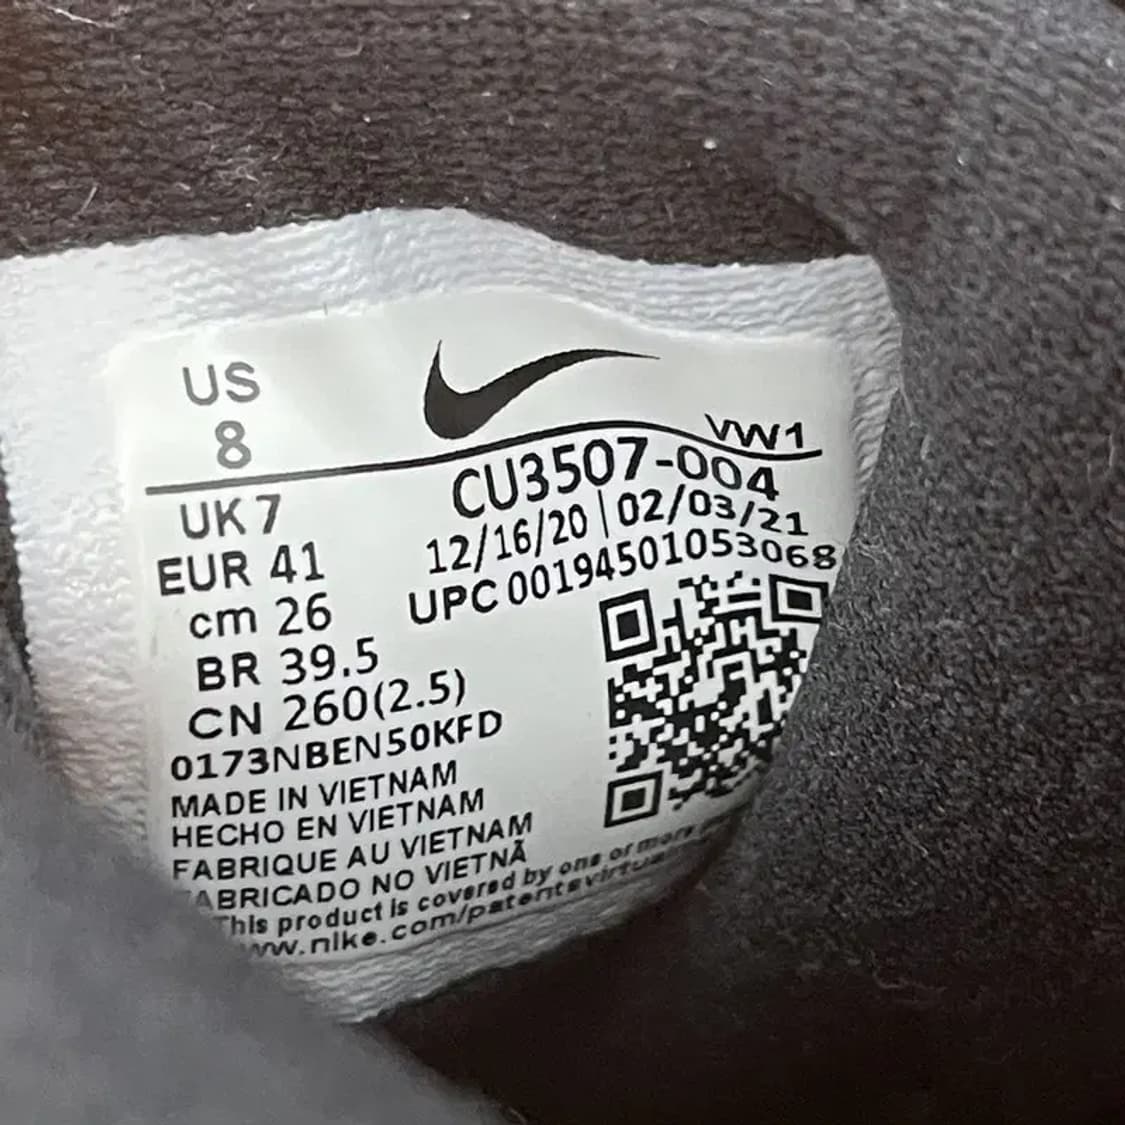 US
8
VW1
CU3507-004
12/16/20 | 02/03/21
UPC 00194501053068
UK 7
EUR 41
cm 26
BR 39.5
CN 260(2.5)
0173NBEN50KFD
MADE IN VIETNAM
HECHO EN VIETNAM
FABRIQUE AU VIETNAM
FABRICADO NO VIETNÃ
This product is covered by one or more
www.nike.com/patents